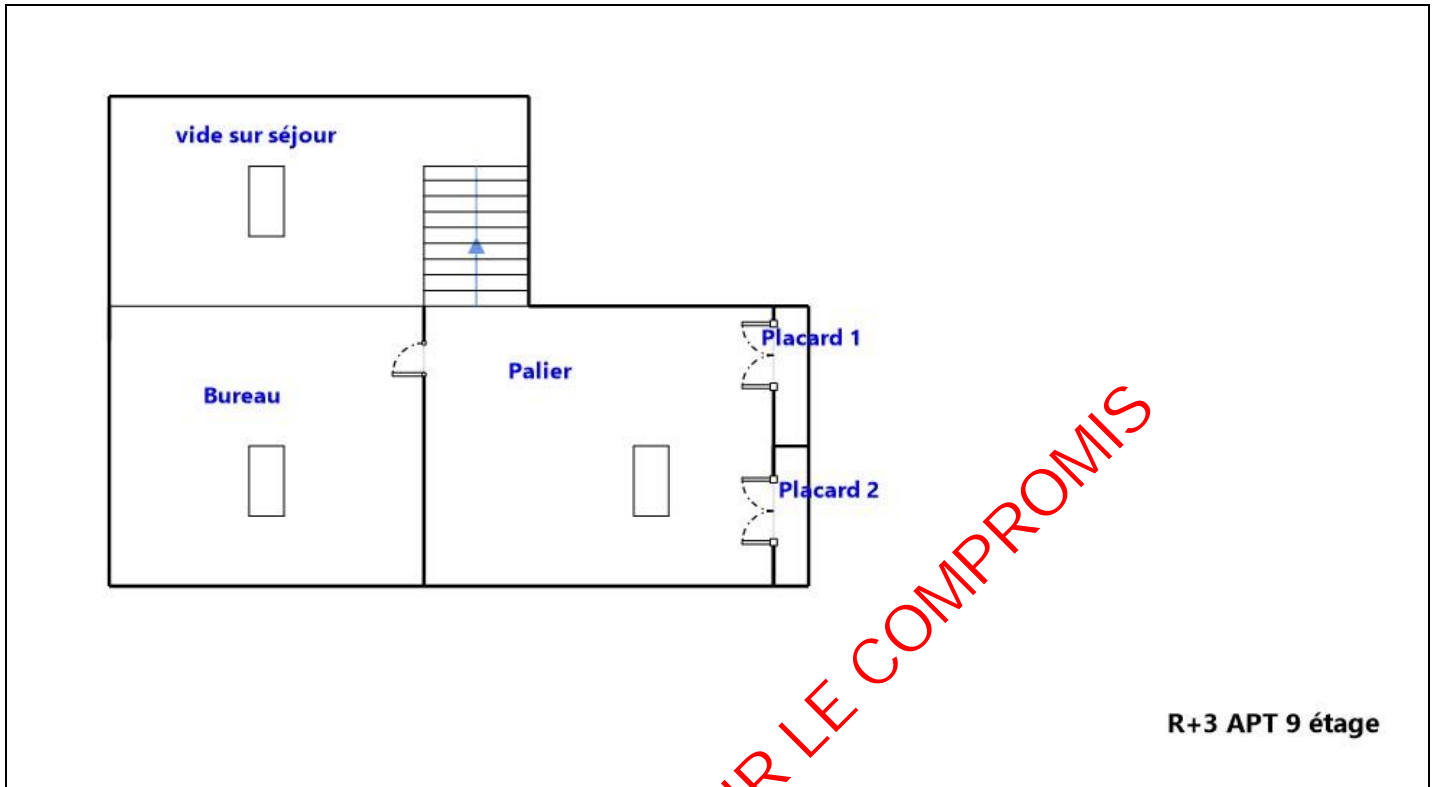 vide sur séjour
Placard 1
Palier
Bureau
Placard 2
LE COMPROMIS
R+3 APT 9 étage